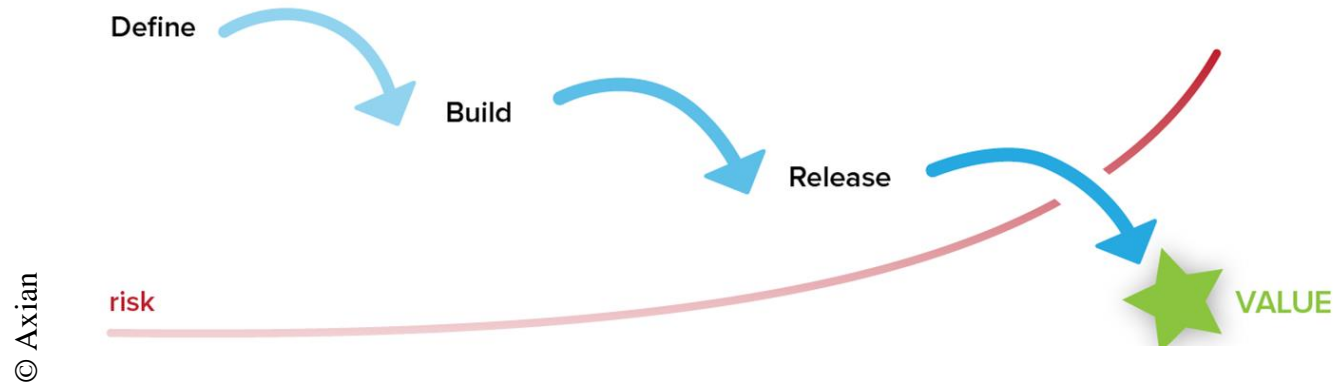 Define
Build
Release
risk
VALUE
© Axian